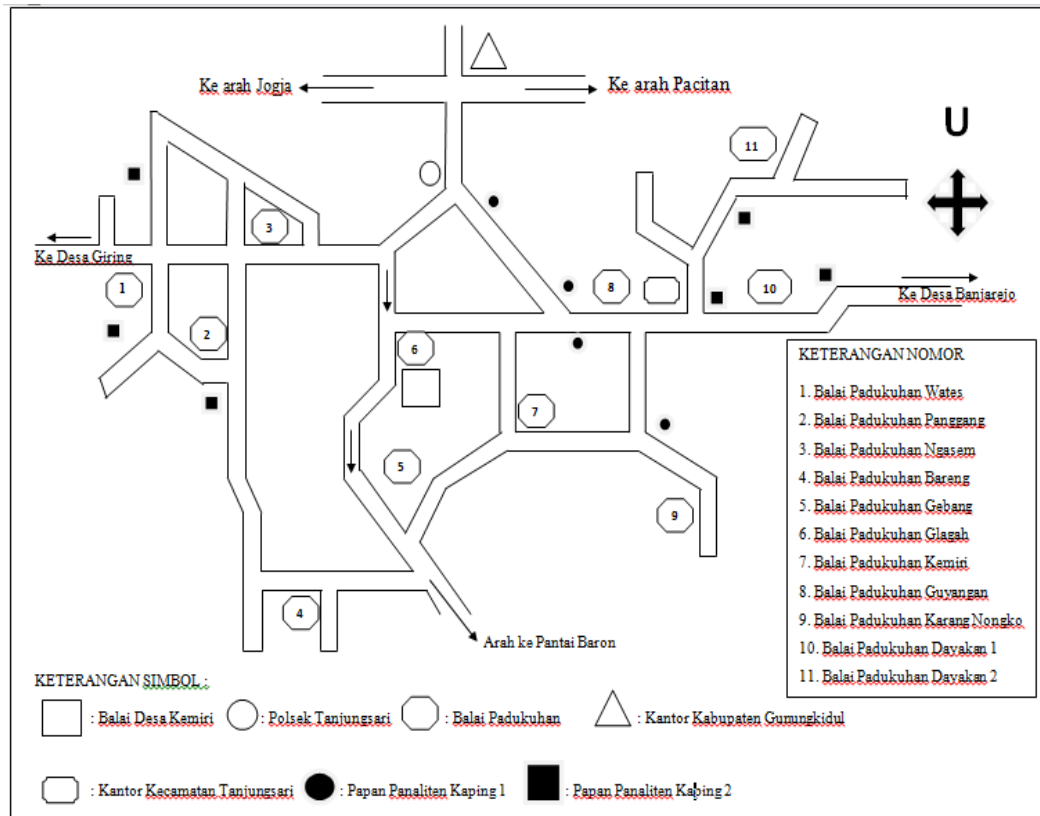 Ke arah Jogja
Ke arah Pacitan
U
11
3
Ke Desa Giring
1
8
10
Ke Desa Banjarejo
2
6
7
5
9
4
Arah ke Pantai Baron
KETERANGAN NOMOR
1. Balai Padukuhan Wates
2. Balai Padukuhan Panggang
3. Balai Padukuhan Ngasem
4. Balai Padukuhan Bareng
5. Balai Padukuhan Gebang
6. Balai Padukuhan Glagah
7. Balai Padukuhan Kemiri
8. Balai Padukuhan Guyangan
9. Balai Padukuhan Karang Nongko
10. Balai Padukuhan Dayakan 1
11. Balai Padukuhan Dayakan 2
KETERANGAN SIMBOL :
: Balai Desa Kemiri : Polsek Tanjungsari : Balai Padukuhan : Kantor Kabupaten Gunungkidul
: Kantor Kecamatan Tanjungsari : Papan Panaliten Kaping 1 : Papan Panaliten Kaping 2